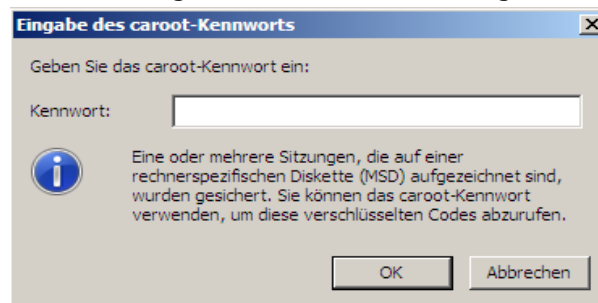 Eingabe des caroot-Kennworts
Geben Sie das caroot-Kennwort ein:
Kennwort:
Eine oder mehrere Sitzungen, die auf einer
rechnerspezifischen Diskette (MSD) aufgezeichnet sind,
wurden gesichert. Sie können das caroot-Kennwort
verwenden, um diese verschlüsselten Codes abzurufen.
OK
Abbrechen